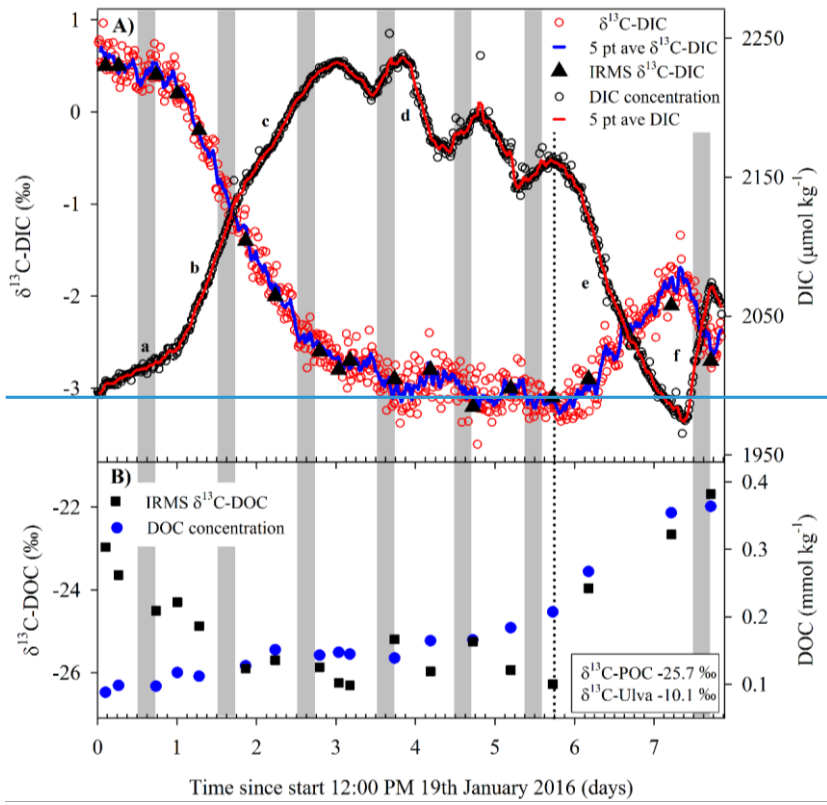 A)
δ¹³C-DIC
5 pt ave δ¹³C-DIC
IRMS δ¹³C-DIC
DIC concentration
5 pt ave DIC
1
0
-1
-2
-3
δ¹³C-DIC (‰)
2250
2150
2050
1950
DIC (μmol kg⁻¹)
a
b
c
d
e
f
B)
IRMS δ¹³C-DOC
DOC concentration
-22
-24
-26
δ¹³C-DOC (‰)
0.4
0.3
0.2
0.1
DOC (mmol kg⁻¹)
δ¹³C-POC -25.7 ‰
δ¹³C-Ulva -10.1 ‰
0 1 2 3 4 5 6 7
Time since start 12:00 PM 19th January 2016 (days)